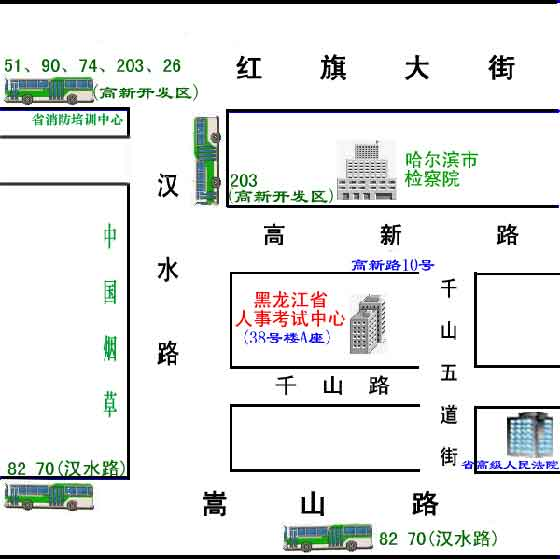 51、90、74、203、26
红旗大街
(高新开发区)
省消防培训中心
哈尔滨市
检察院
203
(高新开发区)
汉水路
高新路
中国烟草
高新路10号
黑龙江省
人事考试中心
(38号楼A座)
千山五道街
千山路
省高级人民法院
82 70(汉水路)
嵩山路
82 70(汉水路)